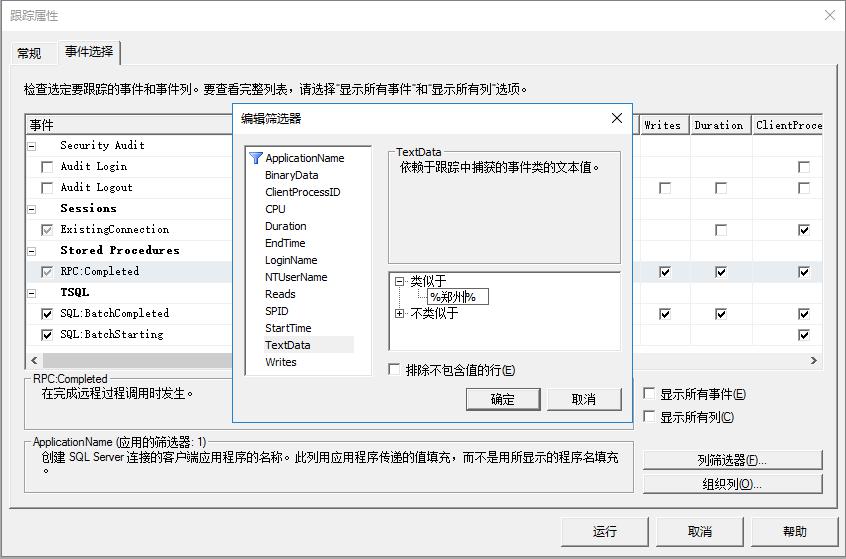 跟踪属性
常规
事件选择
检查选定要跟踪的事件和事件列。要查看完整列表，请选择"显示所有事件"和"显示所有列"选项。
事件
Writes
Duration
ClientProce
Security Audit
Audit Login
Audit Logout
Sessions
ExistingConnection
Stored Procedures
RPC:Completed
TSQL
SQL:BatchCompleted
SQL:BatchStarting
编辑筛选器
ApplicationName
BinaryData
ClientProcessID
CPU
Duration
EndTime
LoginName
NTUserName
Reads
SPID
StartTime
TextData
Writes
TextData
依赖于跟踪中捕获的事件类的文本值。
类似于
%郑州%
不类似于
排除不包含值的行(E)
确定
取消
RPC:Completed
在完成远程过程调用时发生。
显示所有事件(E)
显示所有列(C)
ApplicationName (应用的筛选器: 1)
创建 SQL Server 连接的客户端应用程序的名称。此列用应用程序传递的值填充，而不是用所显示的程序名填充
。
列筛选器(F)...
组织列(O)...
运行
取消
帮助